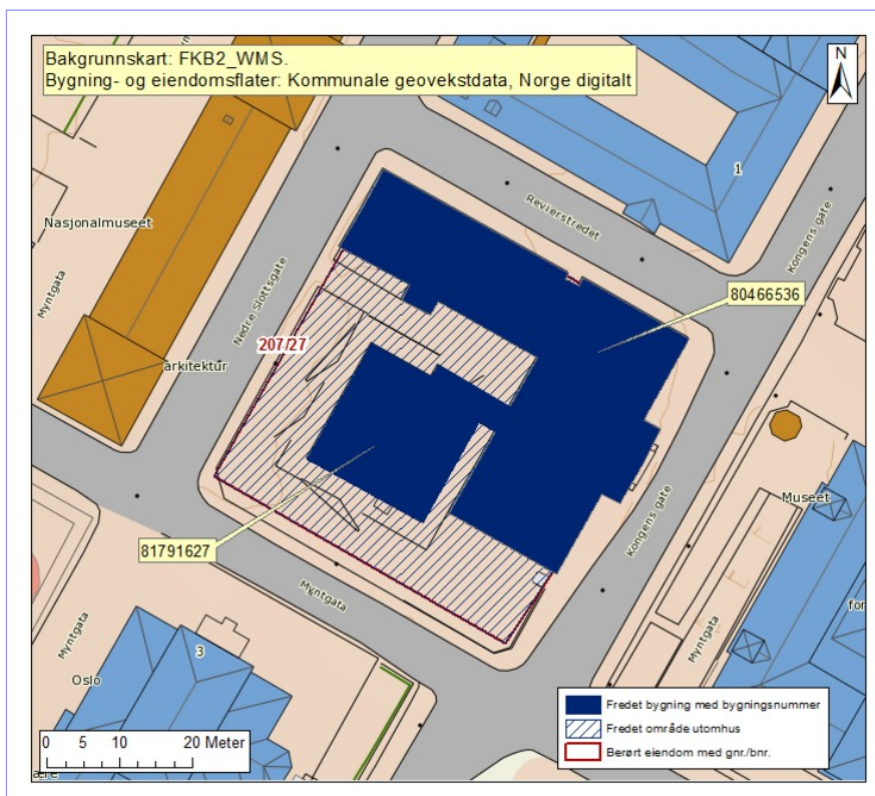 Bakgrunnskart: FKB2_WMS.
Bygning- og eiendomsflater: Kommunale geovekstdata, Norge digitalt
N
1
Revierstredet
Kongens gate
Nasjonalmuseet
Myntgata
Nedre Slottsgate
80466536
207/27
arkitektur
Museet
Kongens gate
81791627
Myntgata
Myntgata
Myntgata
for
3
Oslo
Fredet bygning med bygningsnummer
Fredet område utomhus
Berørt eiendom med gnr./bnr.
0 5 10 20 Meter